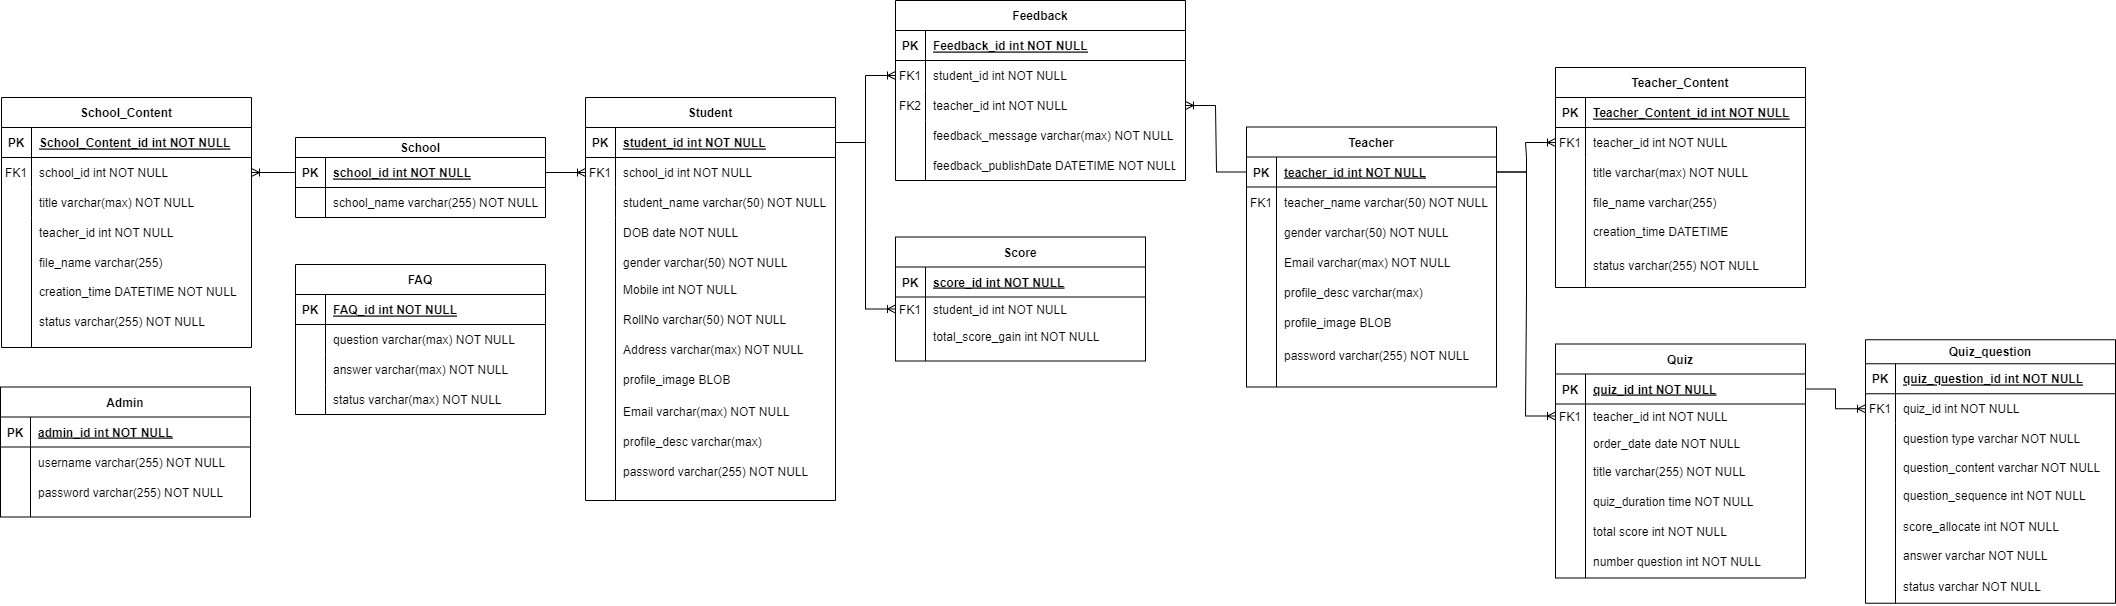 School_Content
PK School_Content_id int NOT NULL
FK1 school_id int NOT NULL
title varchar(max) NOT NULL
teacher_id int NOT NULL
file_name varchar(255)
creation_time DATETIME NOT NULL
status varchar(255) NOT NULL
Admin
PK admin_id int NOT NULL
username varchar(255) NOT NULL
password varchar(255) NOT NULL
School
PK school_id int NOT NULL
school_name varchar(255) NOT NULL
FAQ
PK FAQ_id int NOT NULL
question varchar(max) NOT NULL
answer varchar(max) NOT NULL
status varchar(max) NOT NULL
Student
PK student_id int NOT NULL
FK1 school_id int NOT NULL
student_name varchar(50) NOT NULL
DOB date NOT NULL
gender varchar(50) NOT NULL
Mobile int NOT NULL
RollNo varchar(50) NOT NULL
Address varchar(max) NOT NULL
profile_image BLOB
Email varchar(max) NOT NULL
profile_desc varchar(max)
password varchar(255) NOT NULL
Feedback
PK Feedback_id int NOT NULL
FK1 student_id int NOT NULL
FK2 teacher_id int NOT NULL
feedback_message varchar(max) NOT NULL
feedback_publishDate DATETIME NOT NULL
Score
PK score_id int NOT NULL
FK1 student_id int NOT NULL
total_score_gain int NOT NULL
Teacher
PK teacher_id int NOT NULL
FK1 teacher_name varchar(50) NOT NULL
gender varchar(50) NOT NULL
Email varchar(max) NOT NULL
profile_desc varchar(max)
profile_image BLOB
password varchar(255) NOT NULL
Teacher_Content
PK Teacher_Content_id int NOT NULL
FK1 teacher_id int NOT NULL
title varchar(max) NOT NULL
file_name varchar(255)
creation_time DATETIME
status varchar(255) NOT NULL
Quiz
PK quiz_id int NOT NULL
FK1 teacher_id int NOT NULL
order_date date NOT NULL
title varchar(255) NOT NULL
quiz_duration time NOT NULL
total score int NOT NULL
number question int NOT NULL
Quiz_question
PK quiz_question_id int NOT NULL
FK1 quiz_id int NOT NULL
question type varchar NOT NULL
question_content varchar NOT NULL
question_sequence int NOT NULL
score_allocate int NOT NULL
answer varchar NOT NULL
status varchar NOT NULL